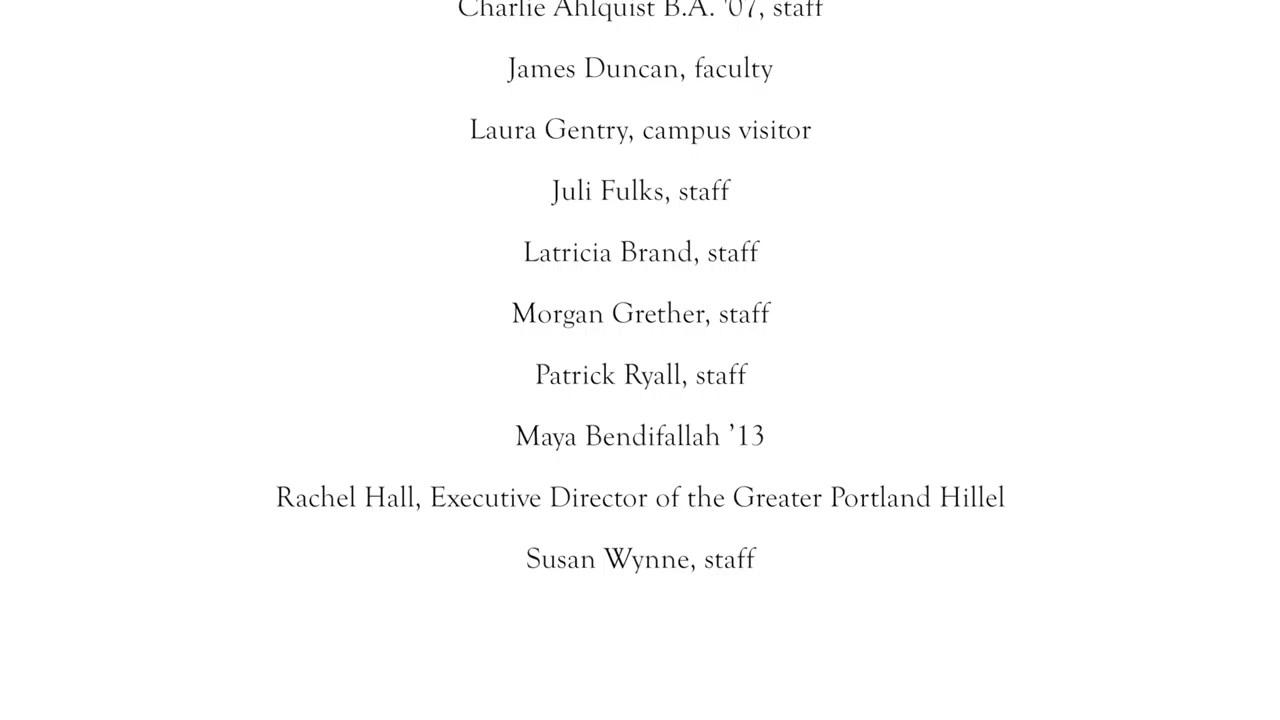 Charlie Ahlquist B.A. '07, staff
James Duncan, faculty
Laura Gentry, campus visitor
Juli Fulks, staff
Latricia Brand, staff
Morgan Grether, staff
Patrick Ryall, staff
Maya Bendifallah ’13
Rachel Hall, Executive Director of the Greater Portland Hillel
Susan Wynne, staff